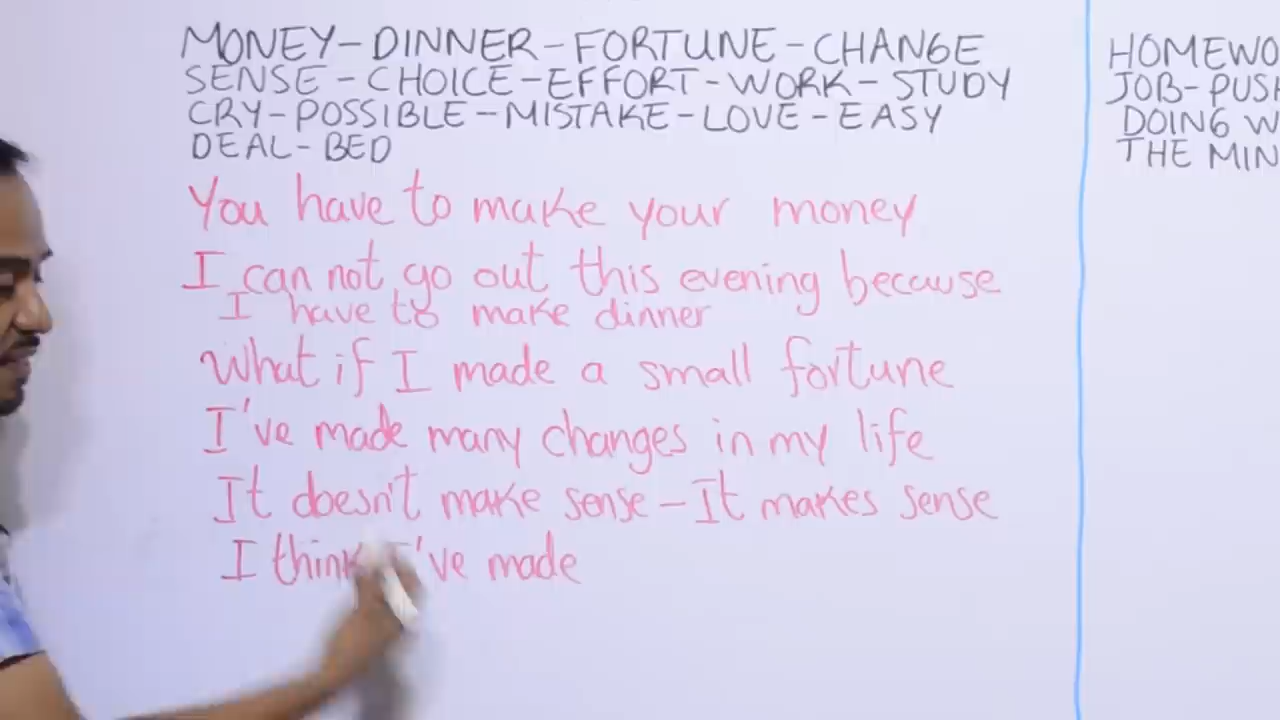 MONEY-DINNER-FORTUNE-CHANGE
SENSE-CHOICE-EFFORT-WORK-STUDY
CRY-POSSIBLE-MISTAKE-LOVE-EASY
DEAL-BED
You have to make your money
I can not go out this evening because
I have to make dinner
What if I made a small fortune
I've made many changes in my life
It doesn't make sense-It makes sense
I think I've made
HOMEWO
JOB-PUSH
DOING W
THE MIN